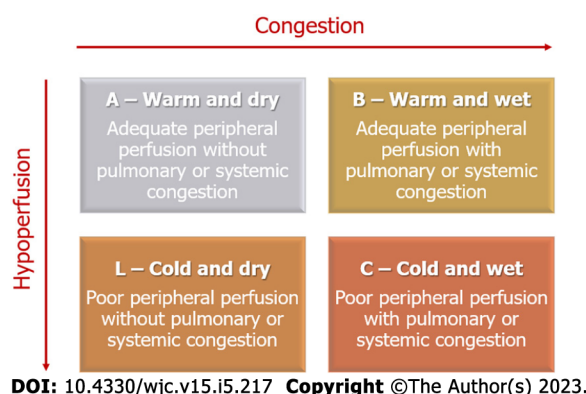 Congestion
Hypoperfusion
A – Warm and dry
Adequate peripheral
perfusion without
pulmonary or systemic
congestion
B – Warm and wet
Adequate peripheral
perfusion with
pulmonary or systemic
congestion
L – Cold and dry
Poor peripheral perfusion
without pulmonary or
systemic congestion
C – Cold and wet
Poor peripheral perfusion
with pulmonary or
systemic congestion
DOI: 10.4330/wjc.v15.i5.217 Copyright ©The Author(s) 2023.